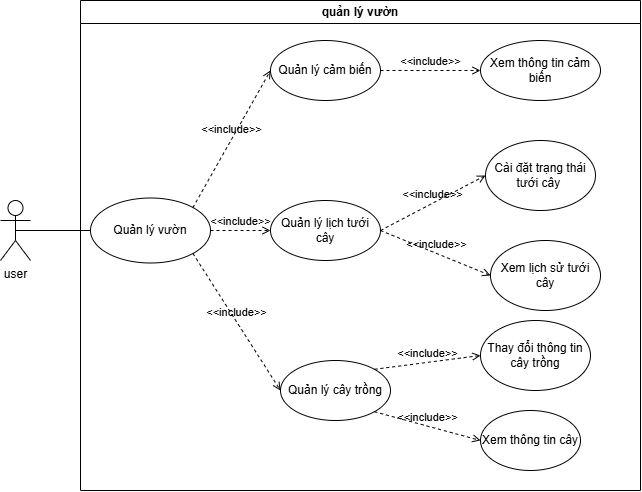 quản lý vườn
Quản lý cảm biến
<<include>>
Xem thông tin cảm
biến
<<include>>
Cài đặt trạng thái
tưới cây
<<include>>
user
Quản lý vườn
<<include>>
Quản lý lịch tưới
cây
<<include>>
Xem lịch sử tưới
cây
<<include>>
Quản lý cây trồng
<<include>>
Thay đổi thông tin
cây trồng
<<include>>
Xem thông tin cây